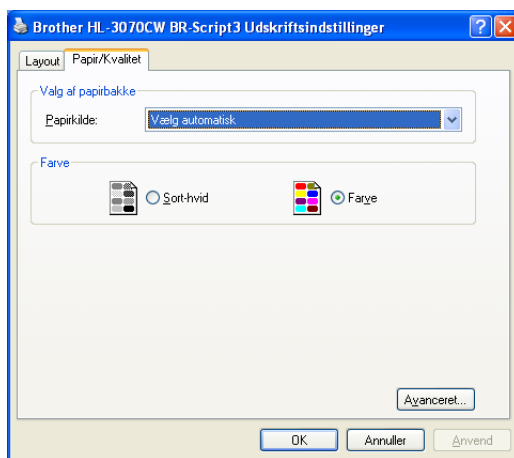 Brother HL-3070CW BR-Script3 Udskriftsindstillinger
Layout Papir/Kvalitet
Valg af papirbakke
Papirkilde: Vælg automatisk
Farve
Sort-hvid Farve
Avanceret...
OK Annuller Anvend